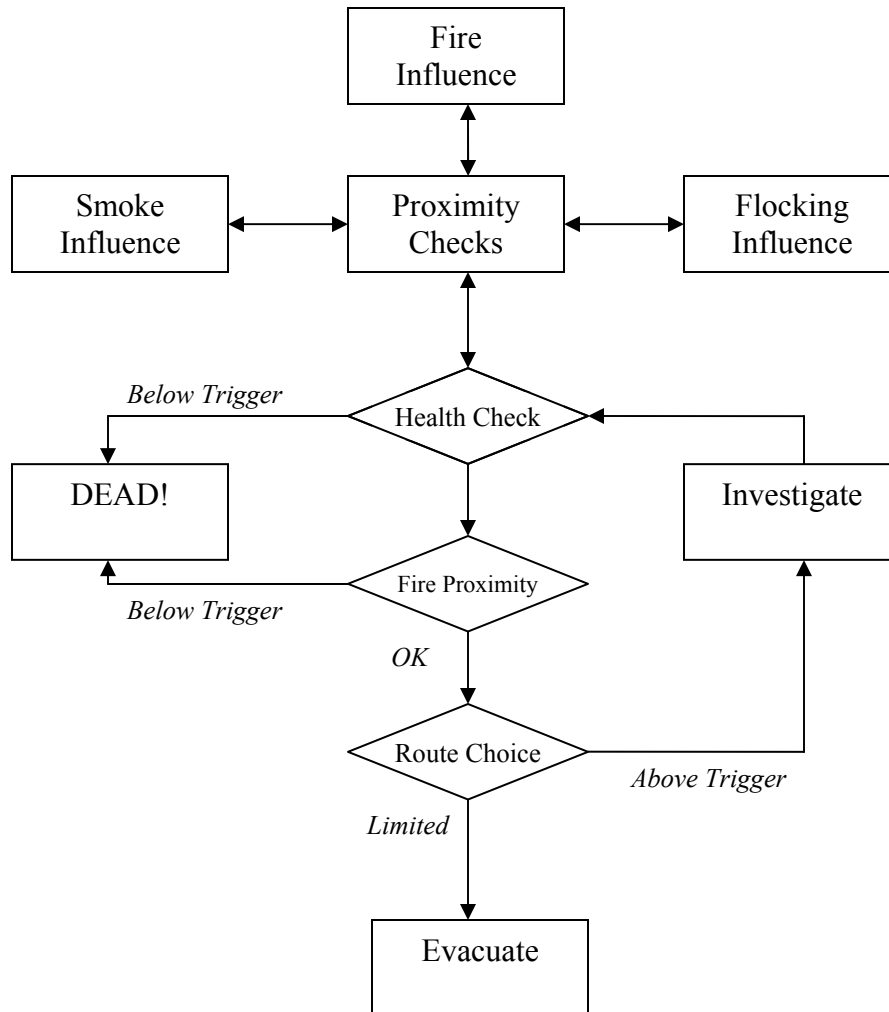 Fire
Influence
Smoke
Influence
Proximity
Checks
Flocking
Influence
Below Trigger
Health Check
DEAD!
Investigate
Fire Proximity
Below Trigger
OK
Route Choice
Above Trigger
Limited
Evacuate